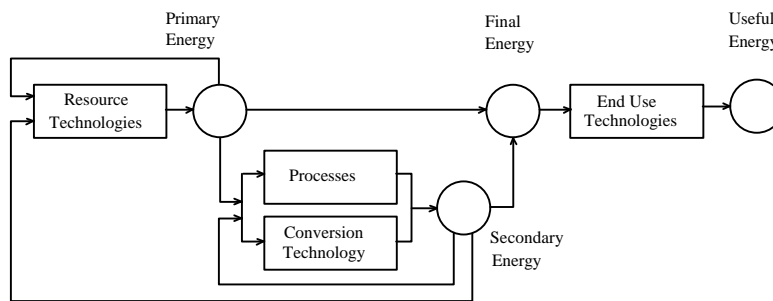 Primary
Energy
Final
Energy
Useful
Energy
Resource
Technologies
End Use
Technologies
Processes
Conversion
Technology
Secondary
Energy